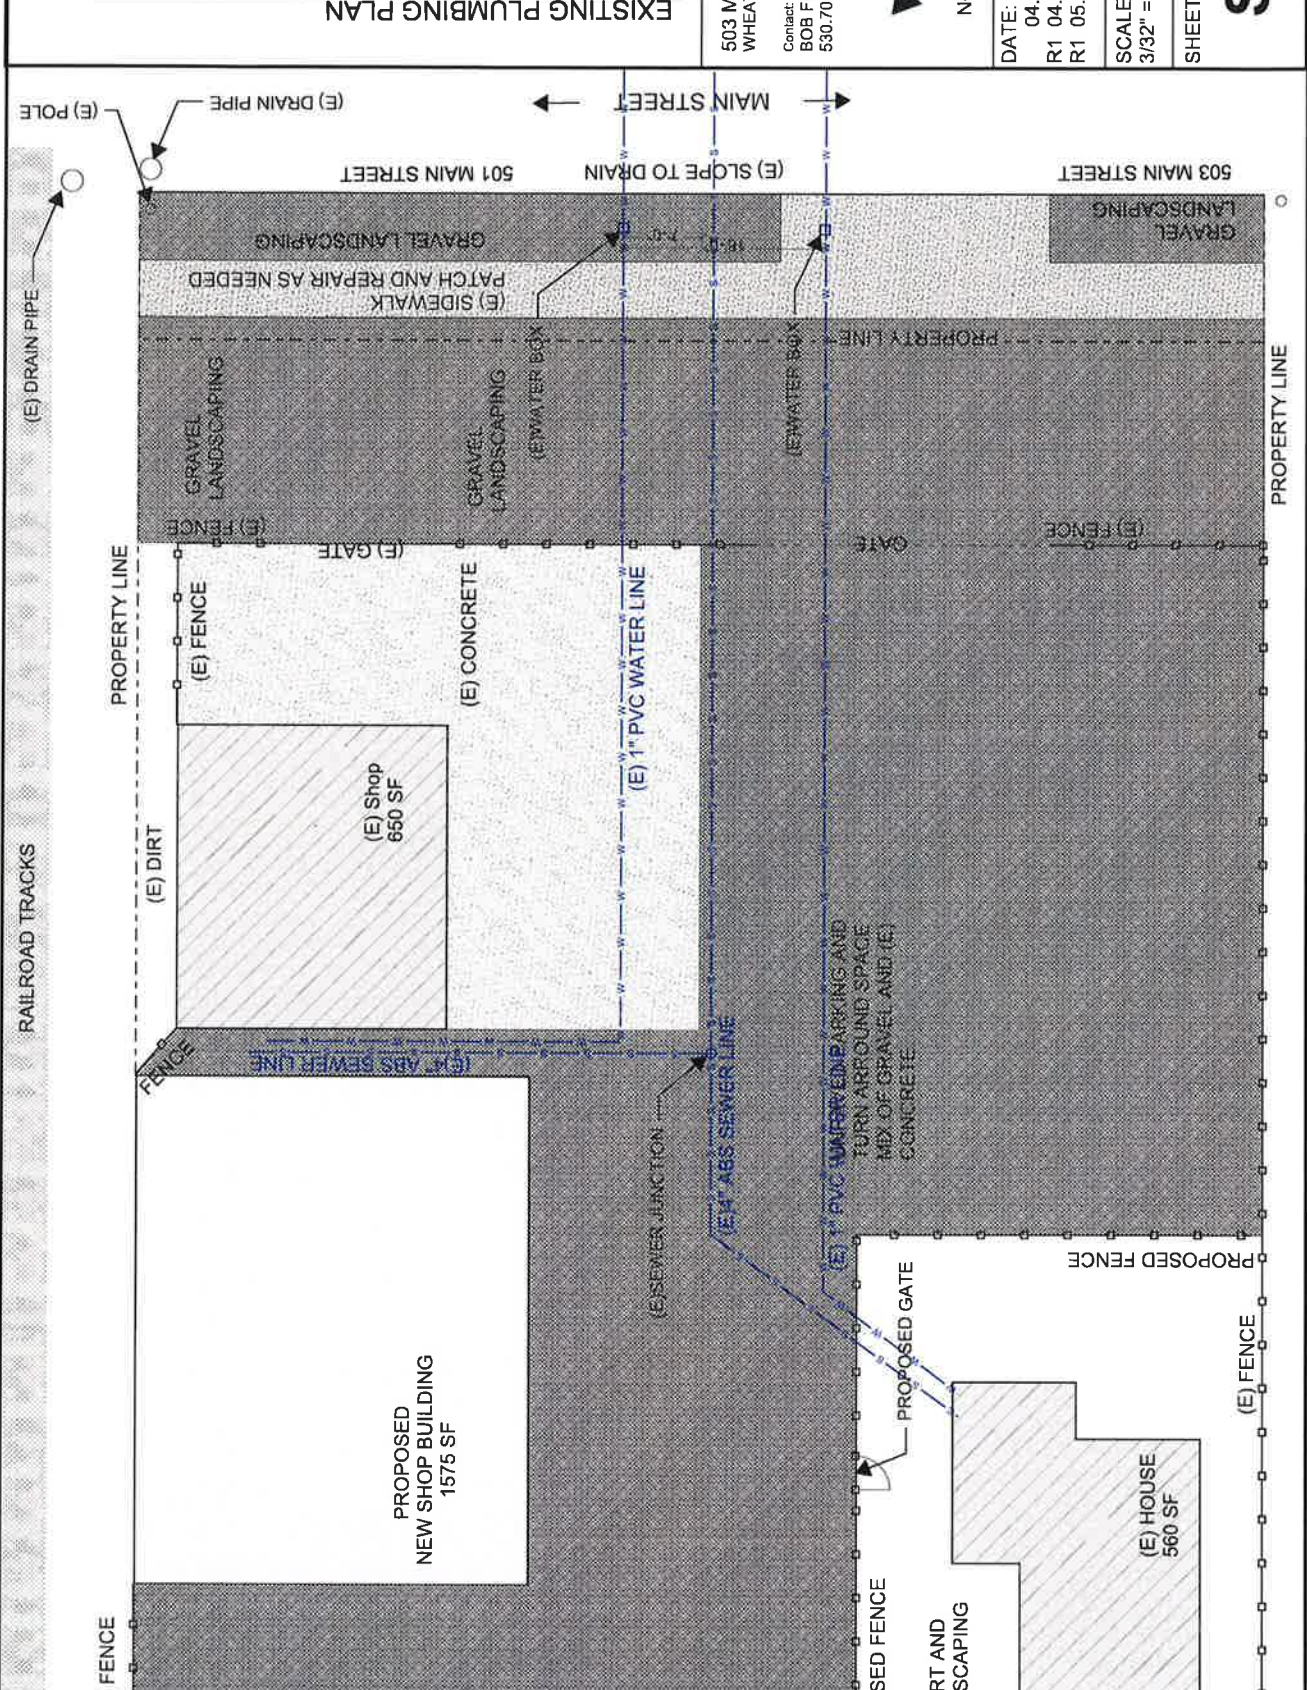 EXISTING PLUMBING PLAN
503 M
WHEA
Contact:
BOB F
530.70
N
DATE:
04.
R1 04.
R1 05.
SCALE
3/32" =
SHEET
S
(E) POLE
(E) DRAIN PIPE
MAIN STREET
501 MAIN STREET
(E) SLOPE TO DRAIN
503 MAIN STREET
(E) DRAIN PIPE
GRAVEL LANDSCAPING
GRAVEL
LANDSCAPING
(E) SIDEWALK
PATCH AND REPAIR AS NEEDED
7'-0"
PROPERTY LINE
GRAVEL
LANDSCAPING
GRAVEL
LANDSCAPING
(E)WATER BOX
(E)WATER BOX
PROPERTY LINE
PROPERTY LINE
(E) FENCE
(E) GATE
GATE
(E) FENCE
(E) FENCE
(E) CONCRETE
(E) 1" PVC WATER LINE
RAILROAD TRACKS
(E) DIRT
(E) Shop
650 SF
FENCE
(E)4" ABS SEWER LINE
(E)SEWER JUNCTION
(E)4" ABS SEWER LINE
(E) 1" PVC
PARKING AND
TURN ARPOUND SPACE
MIX OF GRAVEL AND (E)
CONCRETE
PROPOSED FENCE
PROPOSED GATE
(E) FENCE
PROPOSED
NEW SHOP BUILDING
1575 SF
(E) HOUSE
560 SF
FENCE
SED FENCE
RT AND
SCAPING